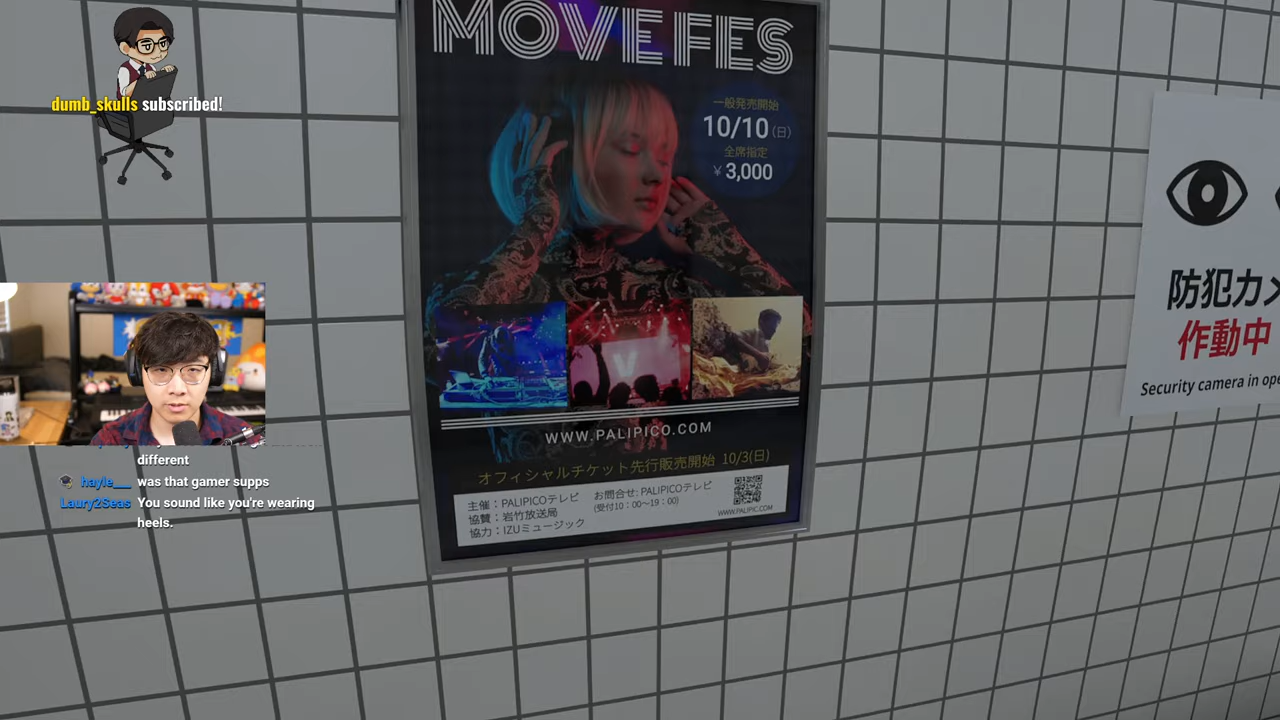 MOVE FES
一般発売開始
10/10(日)
全席指定
¥3,000
WWW.PALIPICO.COM
オフィシャルチケット先行販売開始 10/3(日)
主催：PALIPICOテレビ
協賛：岩竹放送局
協力：IZUミュージック
お問合せ: PALIPICOテレビ
(受付10：00～19：00)
WWW.PALIPIC.COM
防犯カメ
作動中
Security camera in ope
dumb_skulls subscribed!
different
hayle__ was that gamer supps
Laury2Seas You sound like you're wearing
heels.